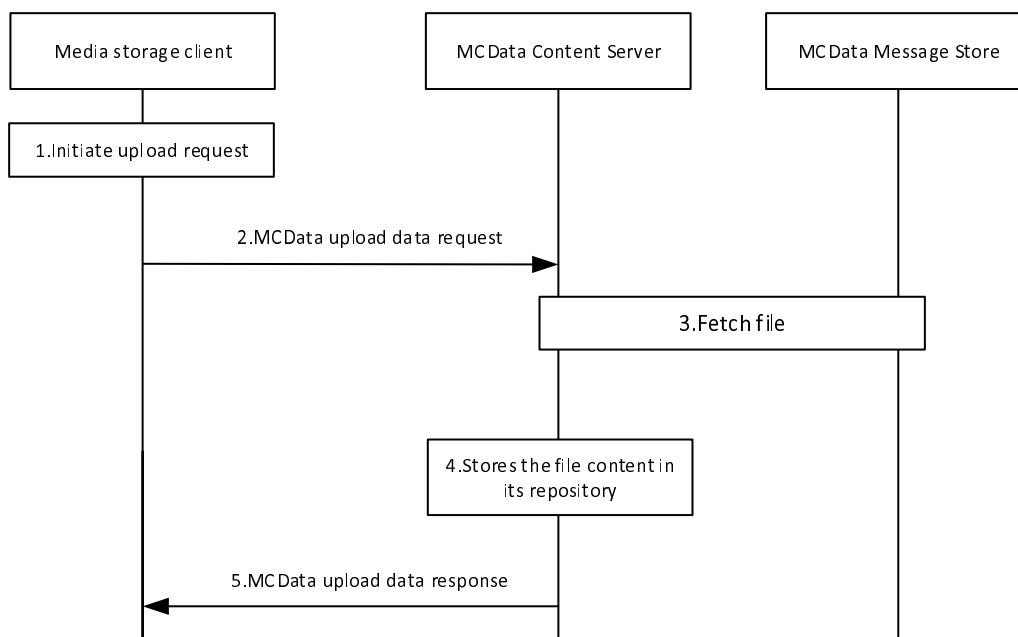 Media storage client
MCData Content Server
MCData Message Store
1.Initiate upload request
2.MCData upload data request
3.Fetch file
4.Stores the file content in
its repository
5.MCData upload data response